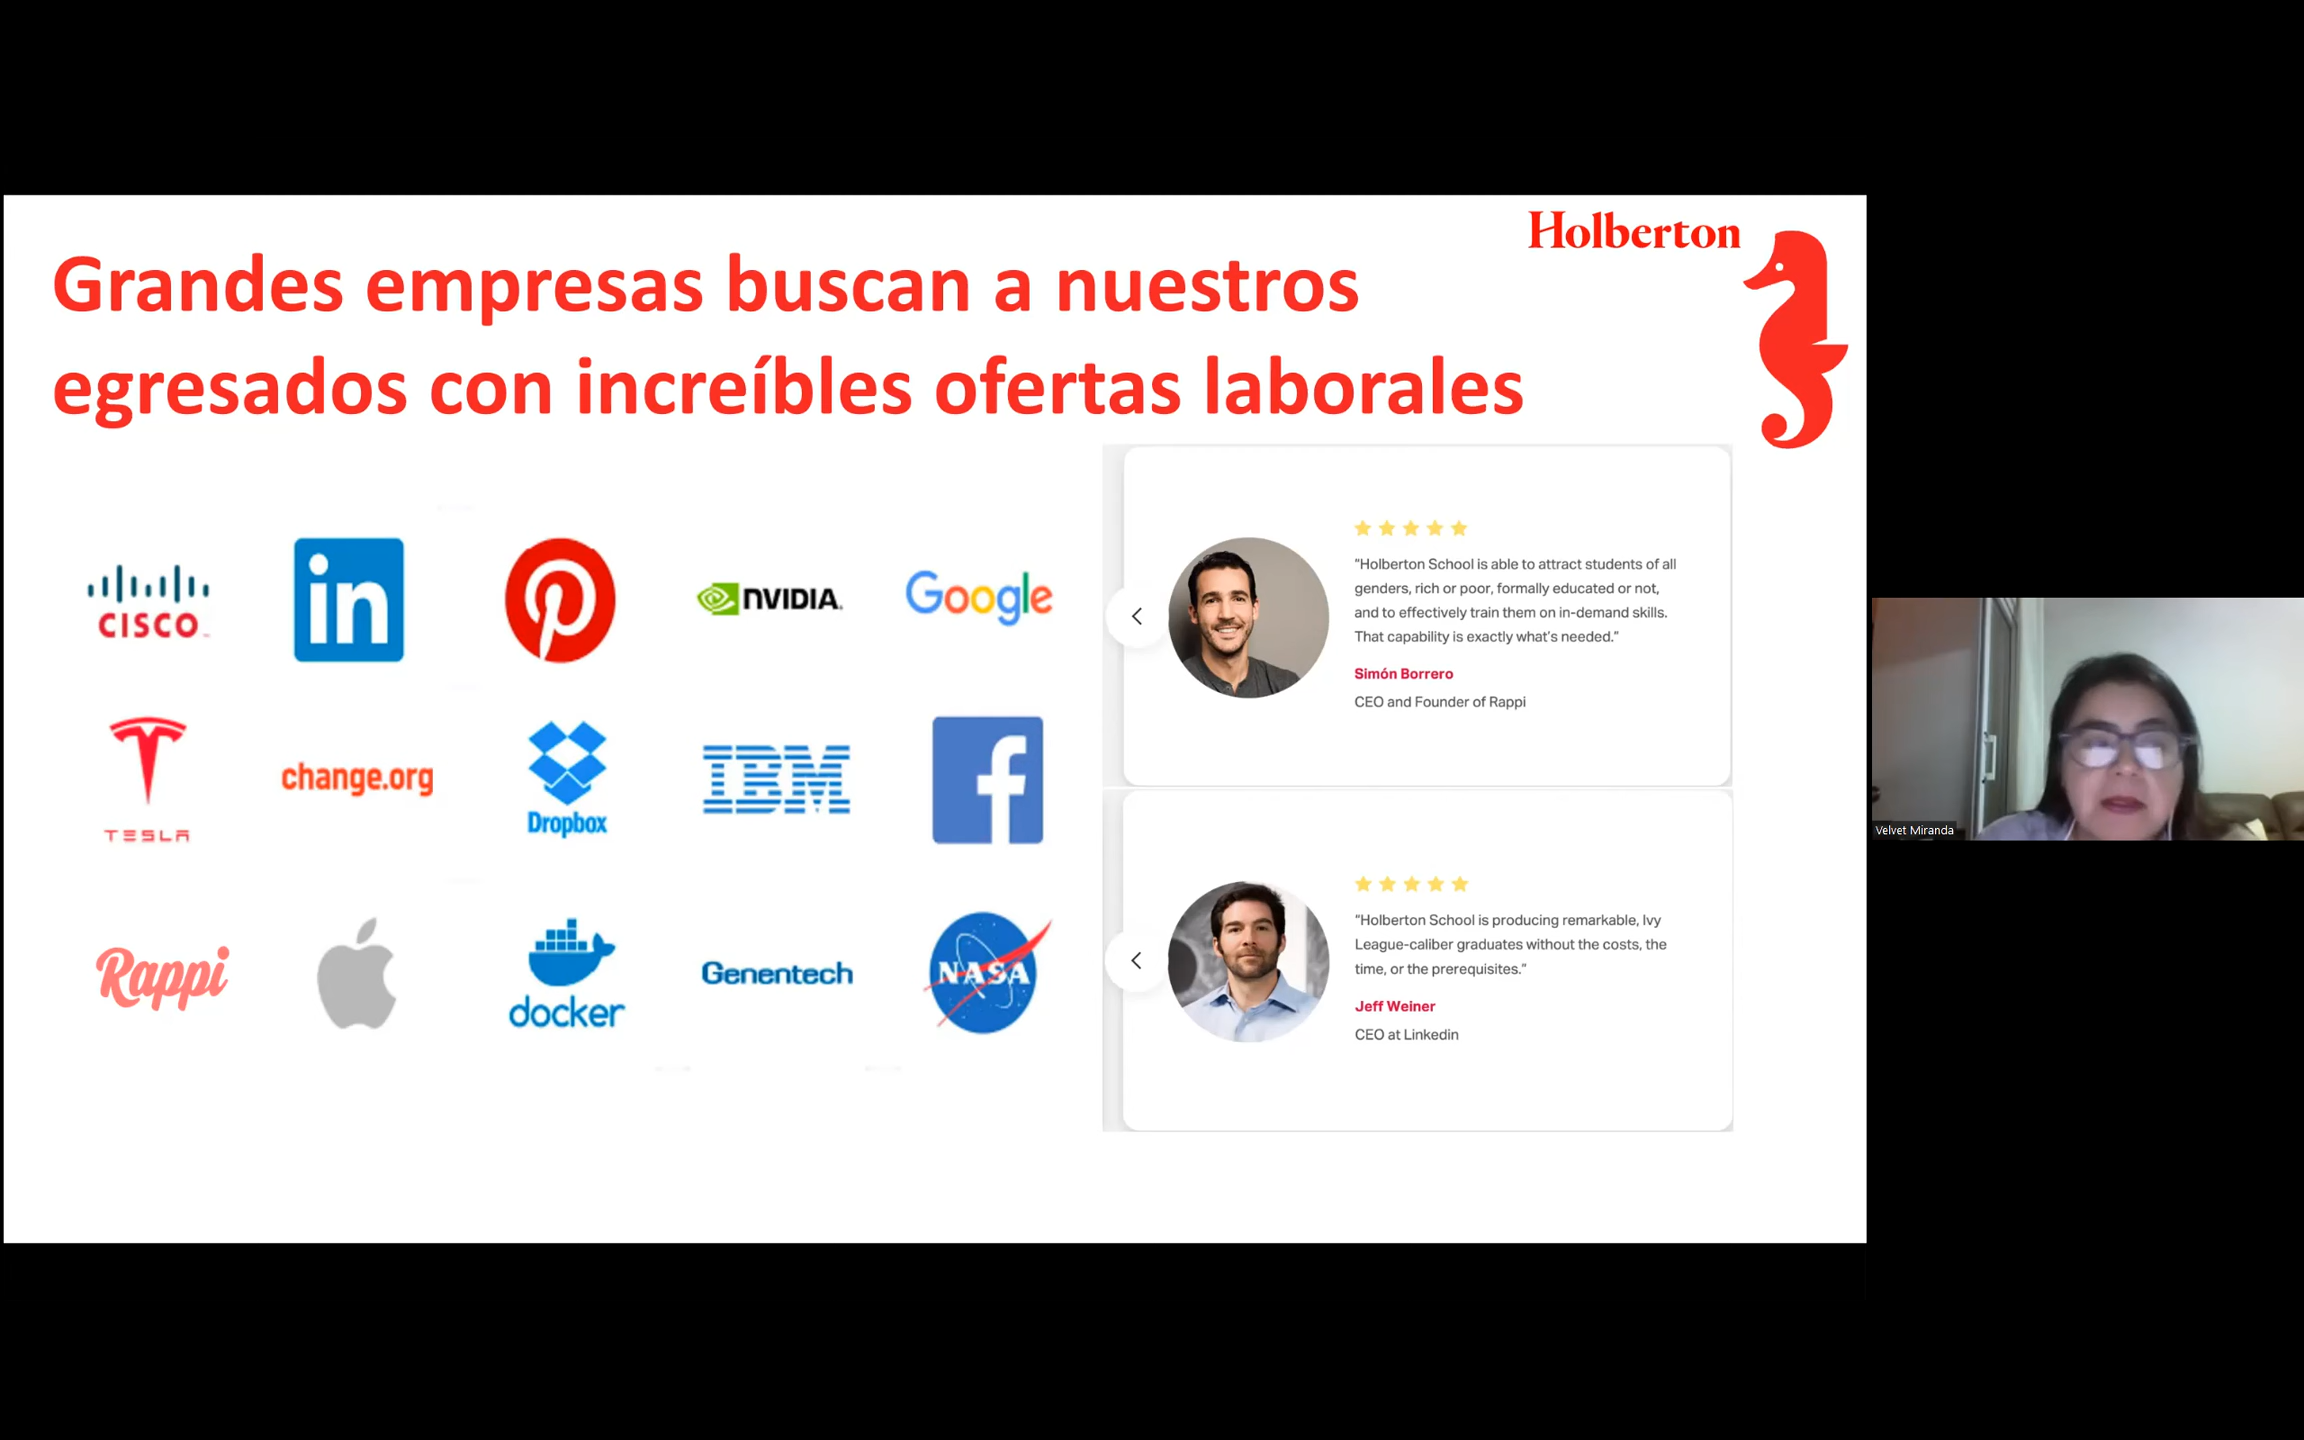 Holberton
Grandes empresas buscan a nuestros
egresados con increíbles ofertas laborales
CISCO
in
NVIDIA.
Google
TESLA
change.org
Dropbox
IBM
f
Rappi
docker
Genentech
NASA
“Holberton School is able to attract students of all
genders, rich or poor, formally educated or not,
and to effectively train them on in-demand skills.
That capability is exactly what’s needed.”
Simón Borrero
CEO and Founder of Rappi
“Holberton School is producing remarkable, Ivy
League-caliber graduates without the costs, the
time, or the prerequisites.”
Jeff Weiner
CEO at Linkedin
Velvet Miranda